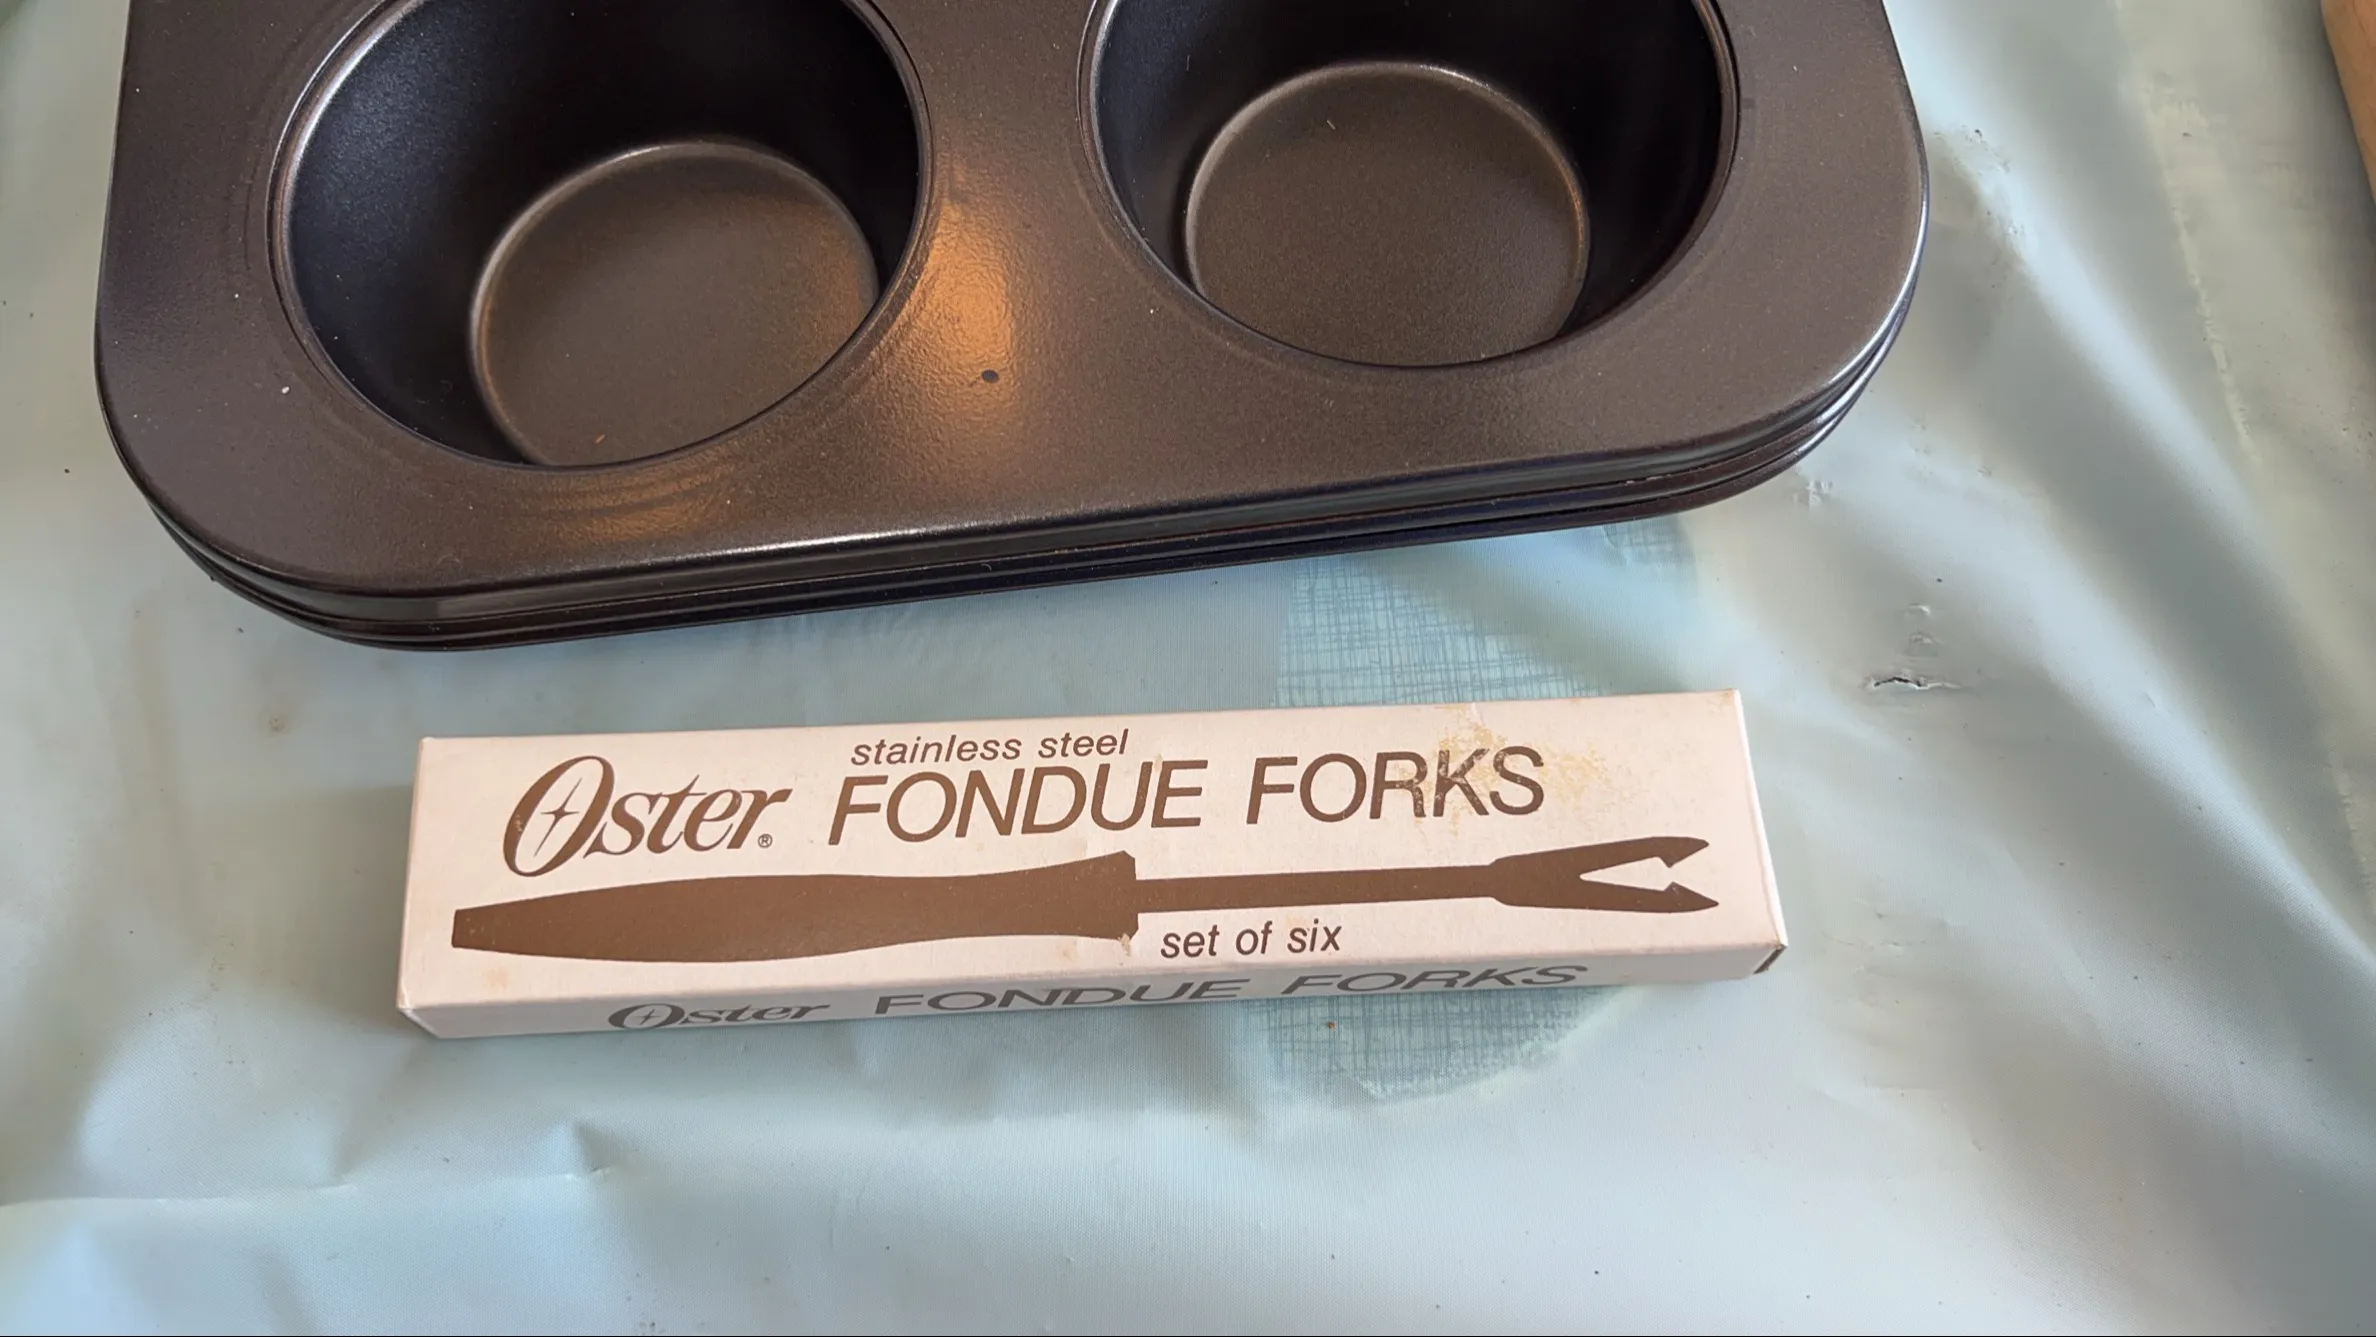 stainless steel
Oster® FONDUE FORKS
set of six
Oster FONDUE FORKS